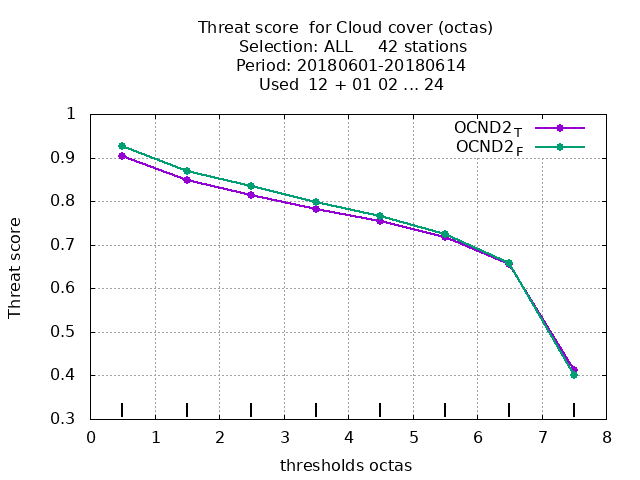 Threat score  for Cloud cover (octas)
Selection: ALL     42 stations
Period: 20180601-20180614
Used  12 + 01 02 ... 24
OCND2T
OCND2F
1
0.9
0.8
0.7
0.6
0.5
0.4
0.3
Threat score
0 1 2 3 4 5 6 7 8
thresholds octas